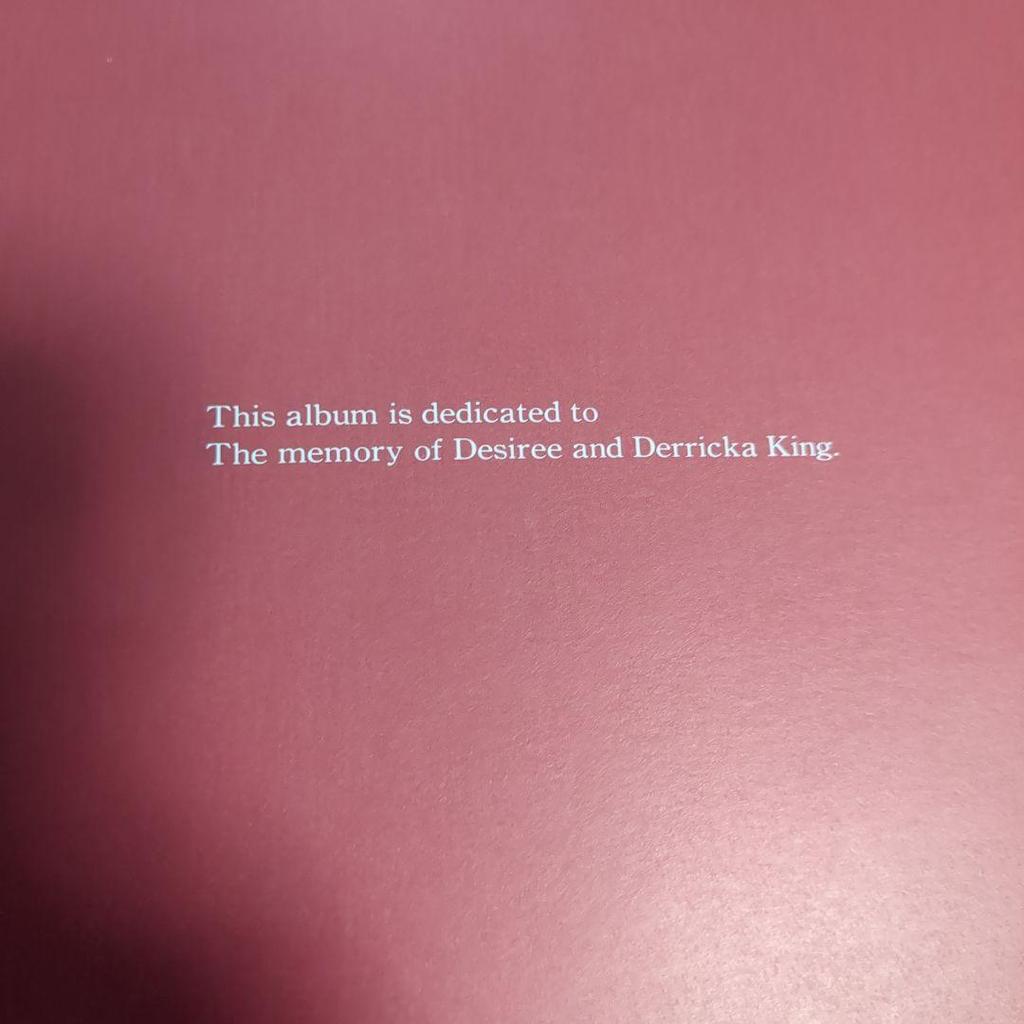 This album is dedicated to
The memory of Desiree and Derricka King.